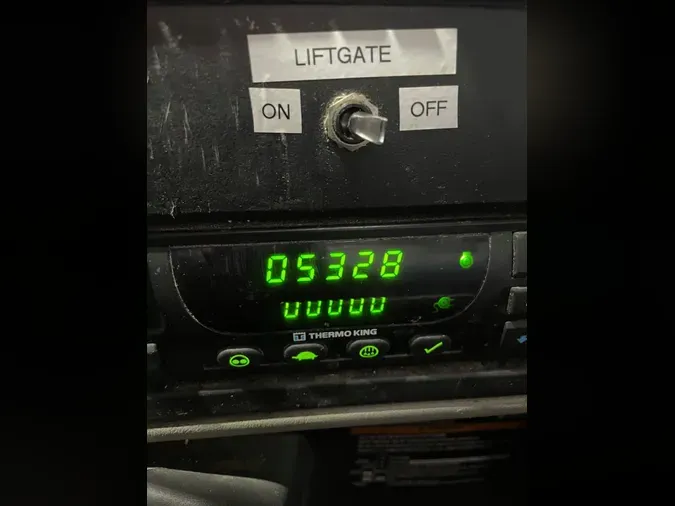 LIFTGATE
ON OFF
05328
00000
THERMO KING